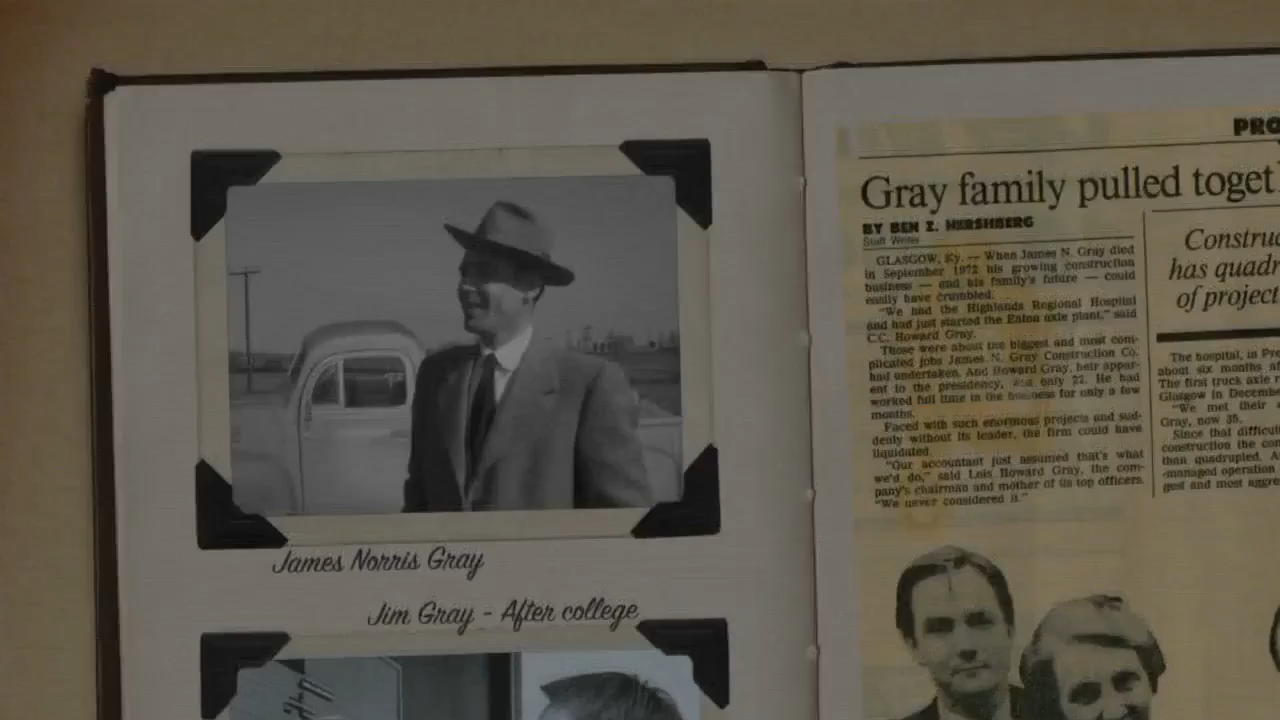 James Norris Gray
Jim Gray - After college
PRO
Gray family pulled toget
BY BEN Z. HERSHBERG
Staff Writer
GLASGOW, Ky. — When James N. Gray died
in September 1972 his growing construction
business — and his family's future — could
easily have crumbled.
"We had the Highlands Regional Hospital
and had just started the Eaton axle plant," said
C.C. Howard Gray.
Those were about the biggest and most com-
plicated jobs James N. Gray Construction Co.
had undertaken. And Howard Gray, heir appar-
ent to the presidency, was only 22. He had
worked full time in the business for only a few
months.
Faced with such enormous projects and sud-
denly without its leader, the firm could have
liquidated.
"Our accountant just assumed that's what
we'd do," said Lois Howard Gray, the com-
pany's chairman and mother of its top officers.
"We never considered it."
Construc
has quadr
of project
The hospital, in Pre
about six months a
The first truck axle r
Glasgow in Decembe
"We met their
Gray, now 35.
Since that difficult
construction the co
than quadrupled. A
-managed operation
gest and most aggre